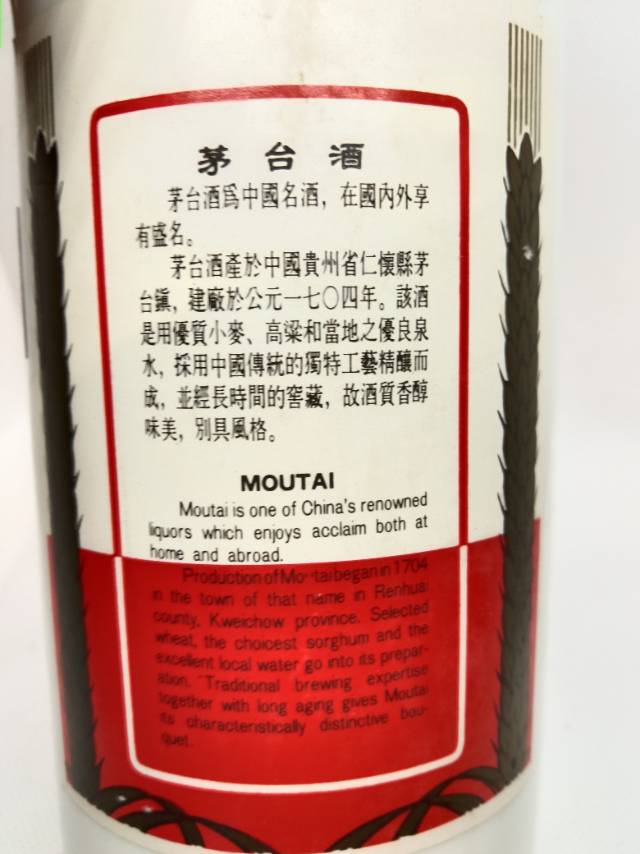 茅台酒
茅台酒爲中國名酒，在國內外享
有盛名。
茅台酒產於中國貴州省仁懷縣茅
台鎭，建廠於公元一七〇四年。該酒
是用優質小麥、高粱和當地之優良泉
水，採用中國傳統的獨特工藝精釀而
成，並經長時間的窖藏，故酒質香醇
味美，別具風格。
MOUTAI
Moutai is one of China's renowned
liquors which enjoys acclaim both at
home and abroad.
Production of Mo-tai began in 1704
in the town of that name in Renhuai
county, Kweichow province. Selected
wheat, the choicest sorghum and the
excellent local water go into its prepar-
ation. Traditional brewing expertise
together with long aging gives Moutai
its characteristically distinctive bou-
quet.